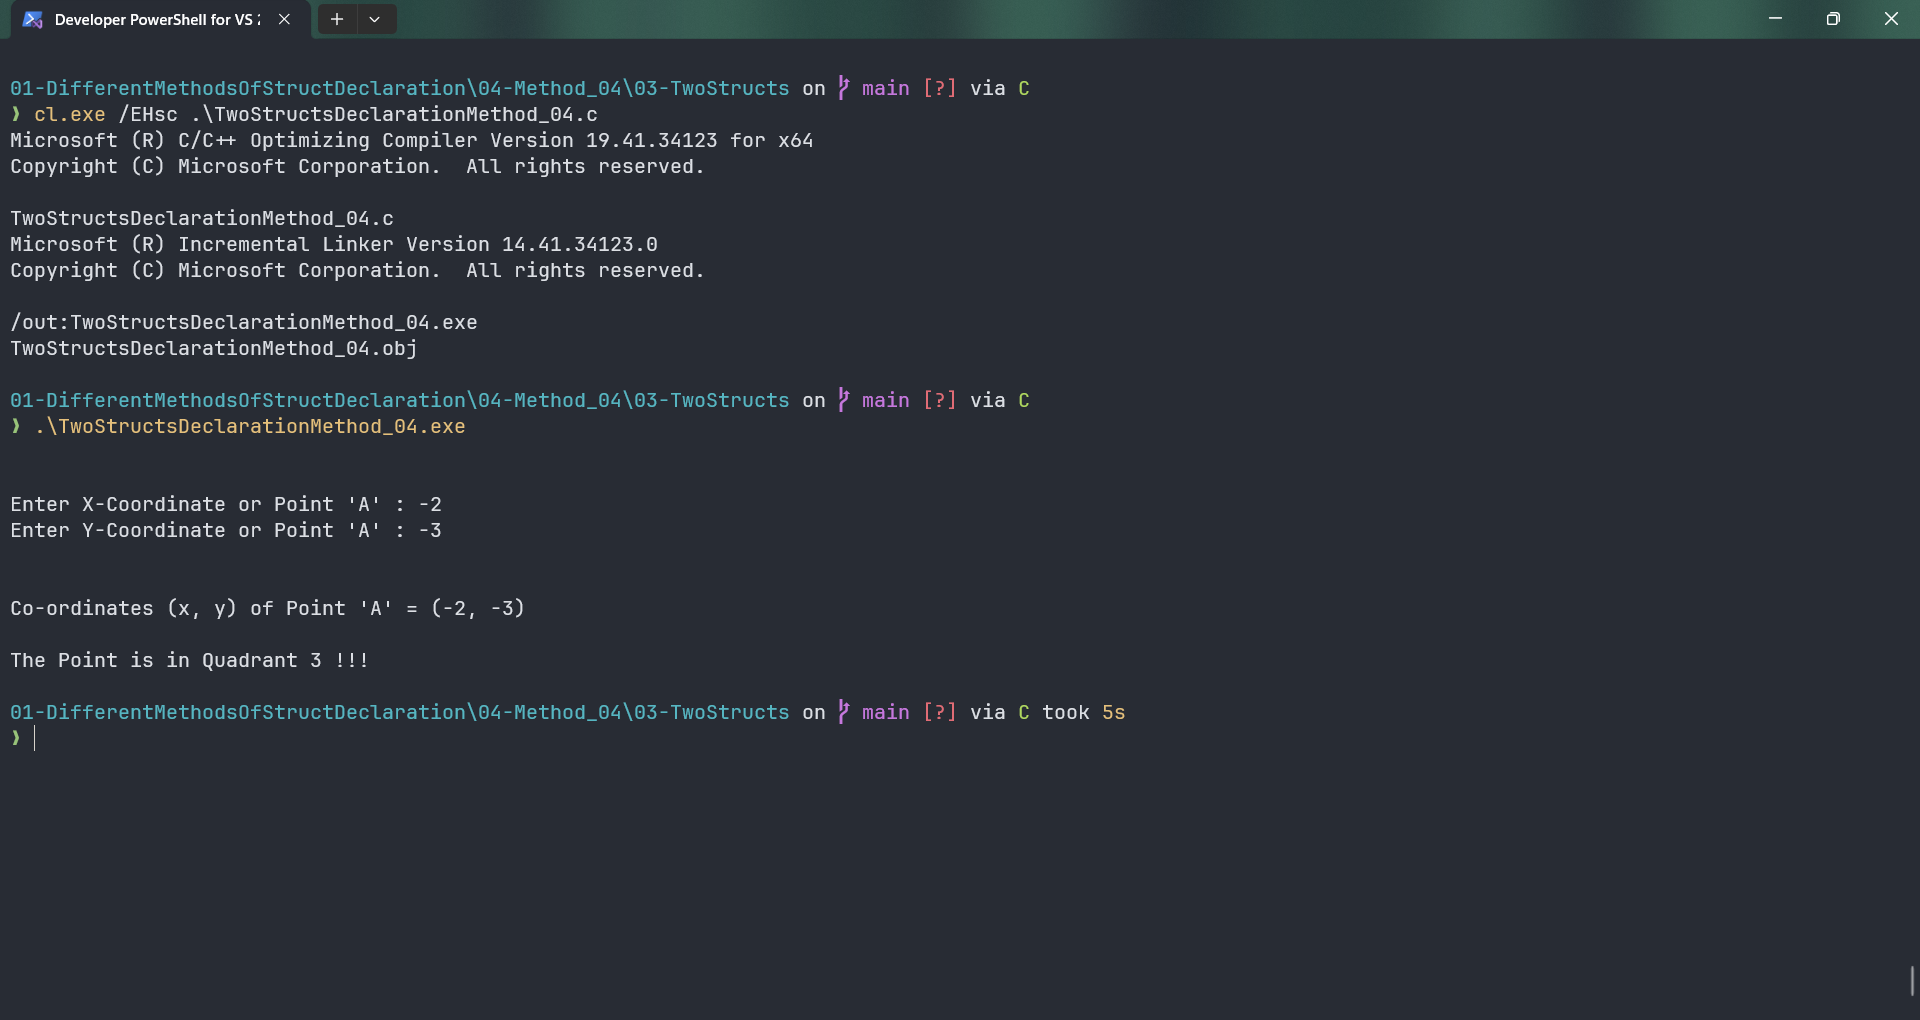 Developer PowerShell for VS 2
01-DifferentMethodsOfStructDeclaration\04-Method_04\03-TwoStructs on main [?] via C
❯ cl.exe /EHsc .\TwoStructsDeclarationMethod_04.c
Microsoft (R) C/C++ Optimizing Compiler Version 19.41.34123 for x64
Copyright (C) Microsoft Corporation.  All rights reserved.
TwoStructsDeclarationMethod_04.c
Microsoft (R) Incremental Linker Version 14.41.34123.0
Copyright (C) Microsoft Corporation.  All rights reserved.
/out:TwoStructsDeclarationMethod_04.exe
TwoStructsDeclarationMethod_04.obj
01-DifferentMethodsOfStructDeclaration\04-Method_04\03-TwoStructs on main [?] via C
❯ .\TwoStructsDeclarationMethod_04.exe
Enter X-Coordinate or Point 'A' : -2
Enter Y-Coordinate or Point 'A' : -3
Co-ordinates (x, y) of Point 'A' = (-2, -3)
The Point is in Quadrant 3 !!!
01-DifferentMethodsOfStructDeclaration\04-Method_04\03-TwoStructs on main [?] via C took 5s
❯